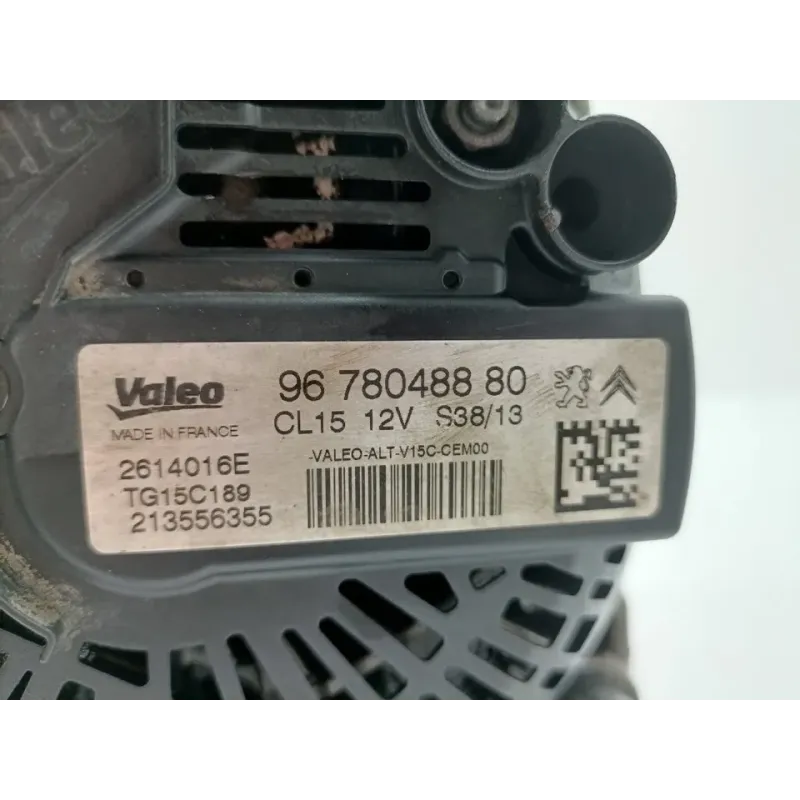 Valeo
96 780488 80
MADE IN FRANCE
CL15 12V S38/13
2614016E
-VALEO-ALT-V15C-CEM00
TG15C189
213556355